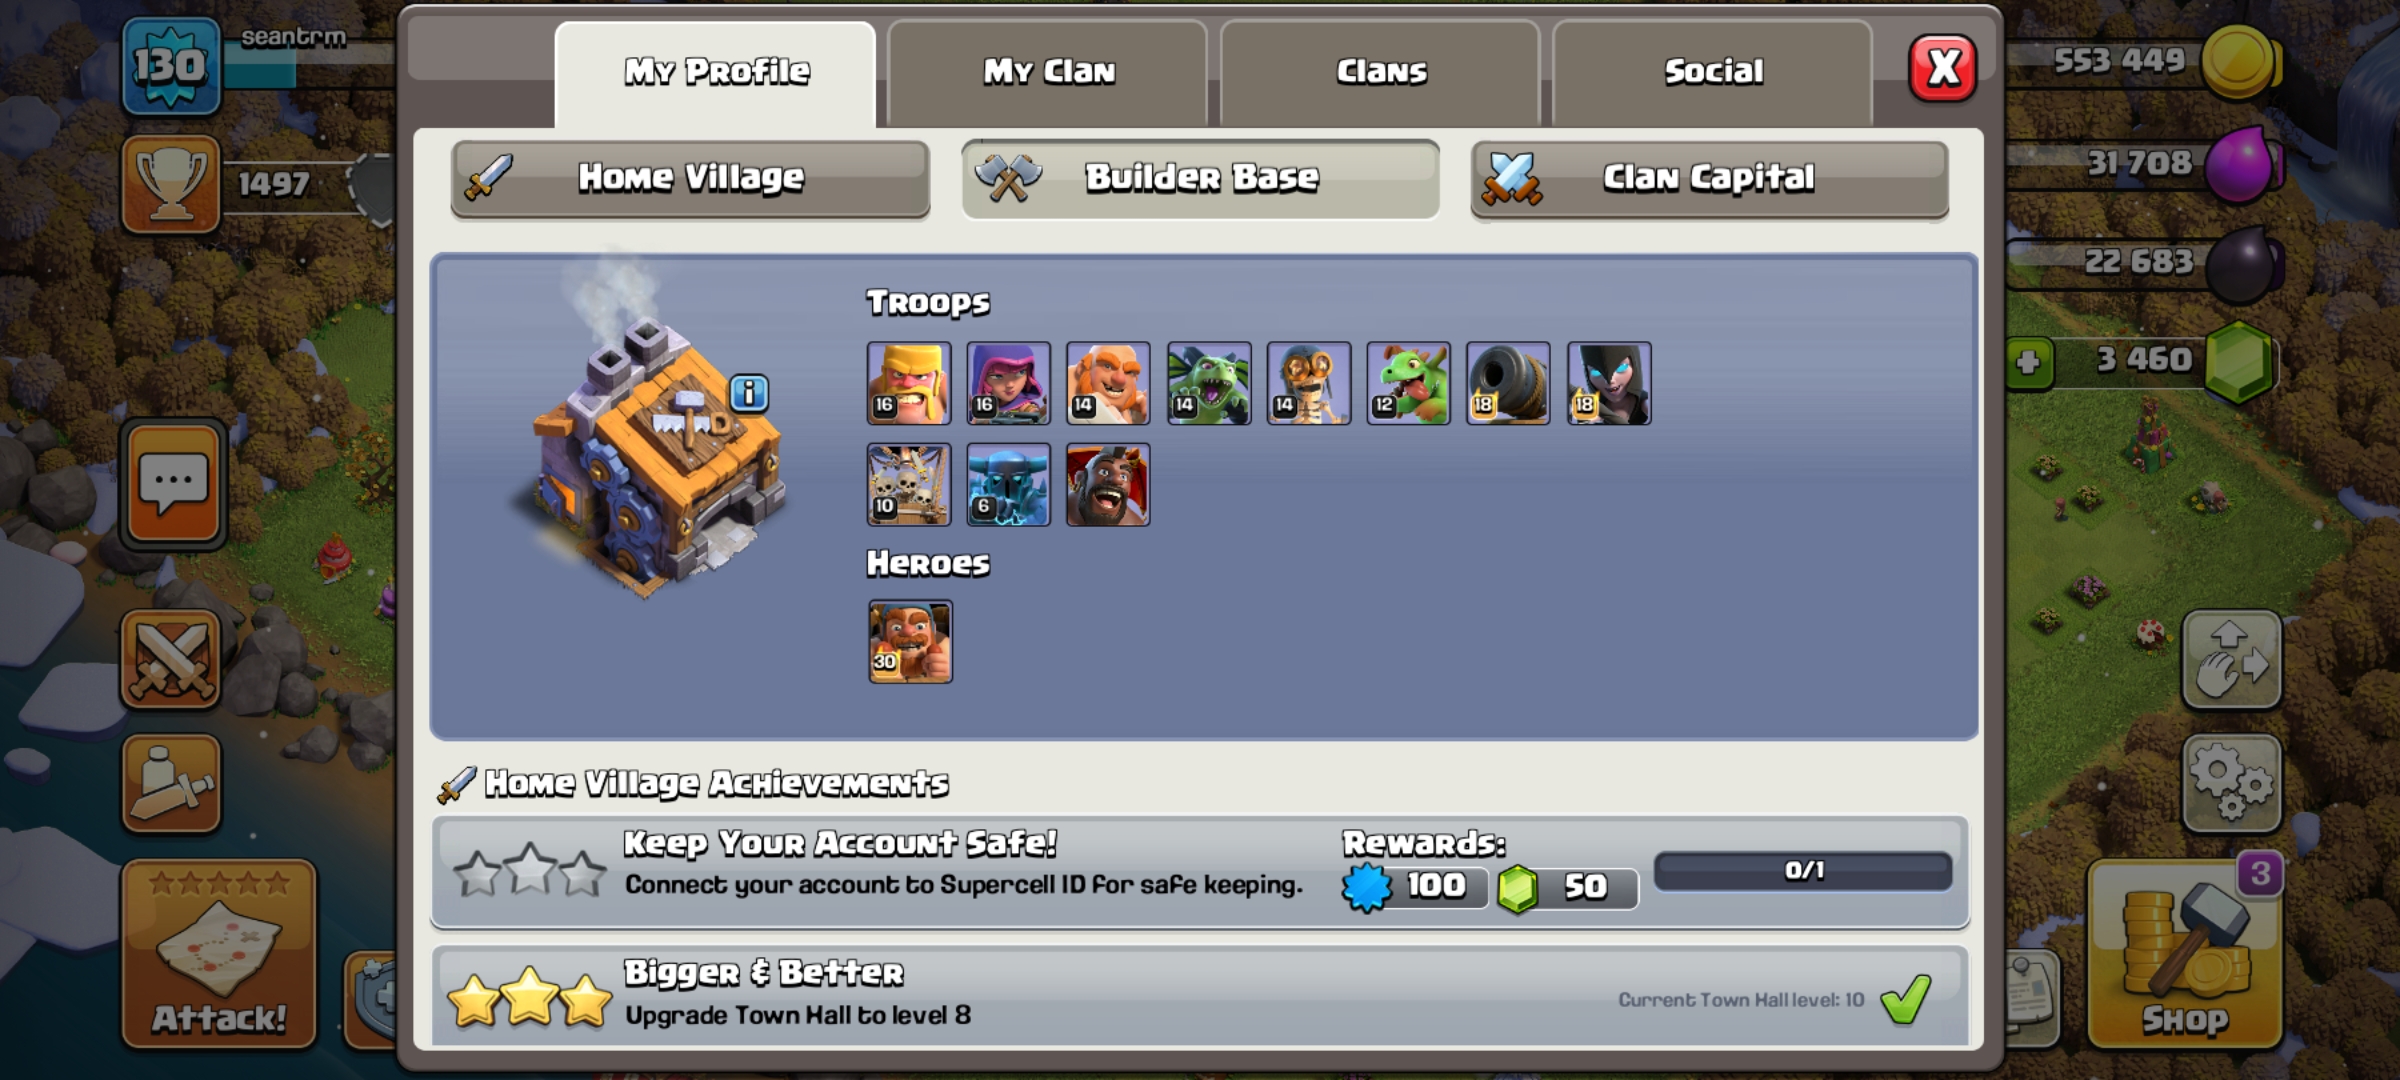 130
seantrm
My Profile
My Clan
Clans
Social
X
553 449
1497
Home Village
Builder Base
Clan Capital
31 708
22 683
3 460
Troops
16
16
14
14
14
12
18
18
10
6
Heroes
30
Home Village Achievements
Keep Your Account Safe!
Connect your account to Supercell ID for safe keeping.
Rewards:
100
50
0/1
Bigger & Better
Upgrade Town Hall to level 8
Current Town Hall level: 10
Attack!
3
Shop